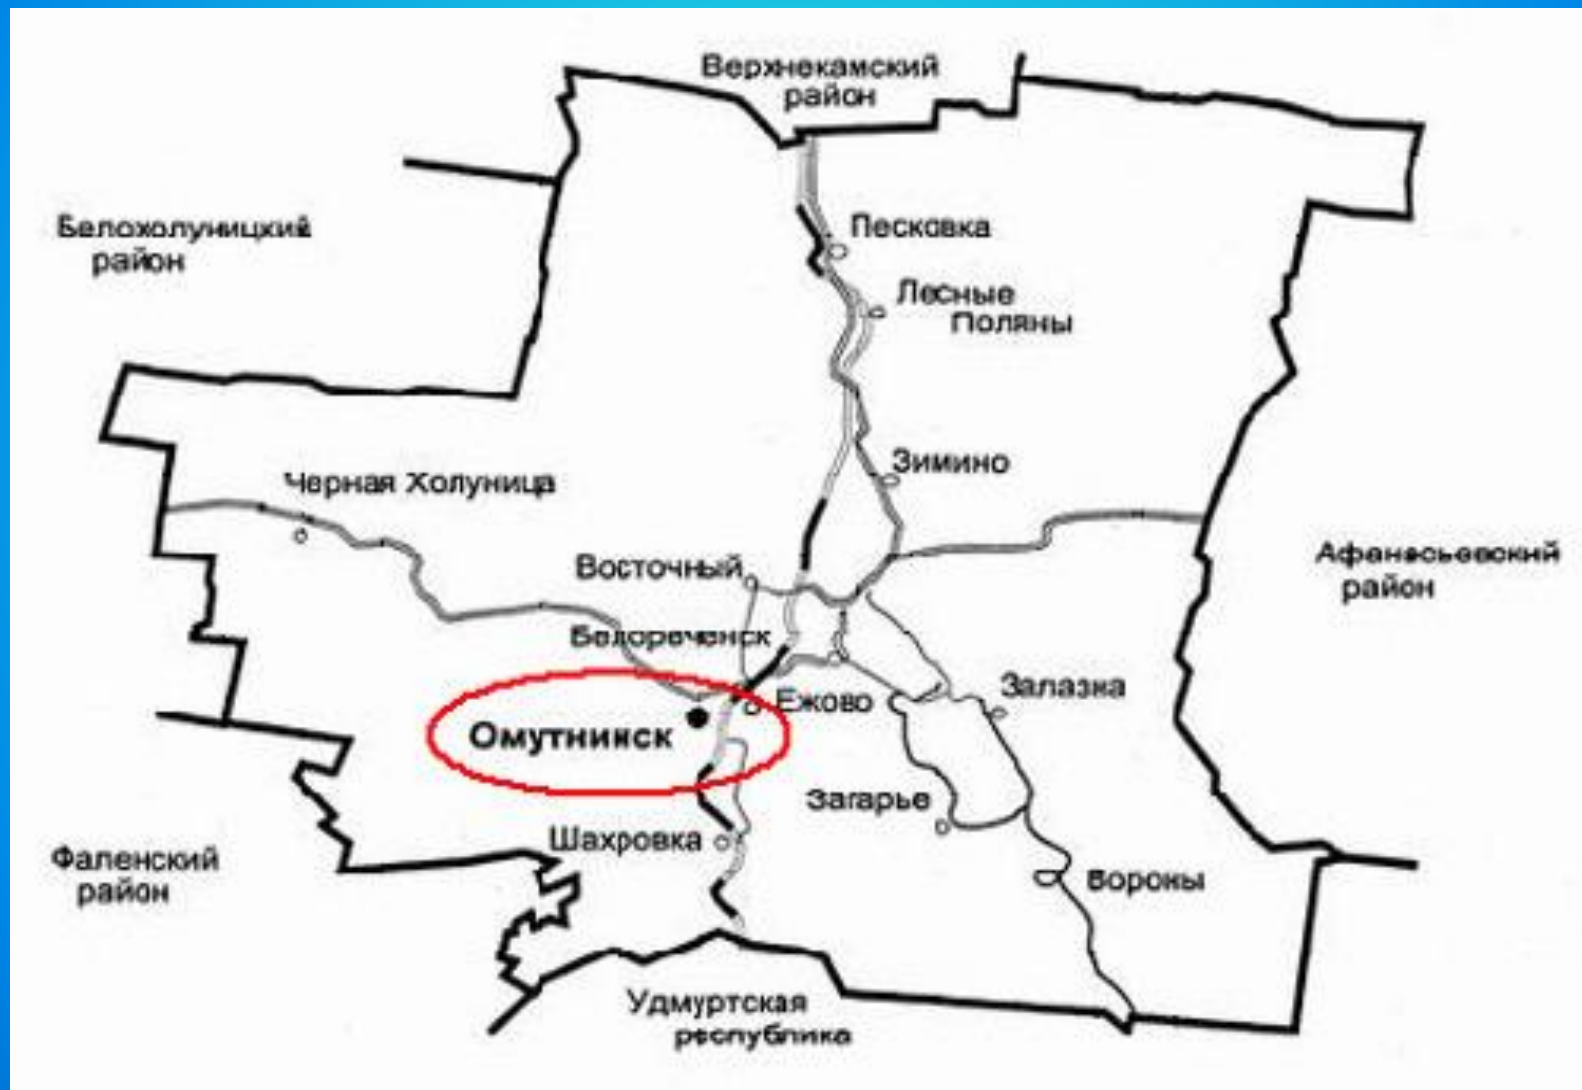 Верхнекамский
район
Белохолуницкий
район
Песковка
Лесные
Поляны
Зимино
Черная Холуница
Афанасьевский
район
Восточный
Белореченск
Залазна
Ежово
Омутнинск
Загарье
Шахровка
Фаленский
район
Вороны
Удмуртская
республика